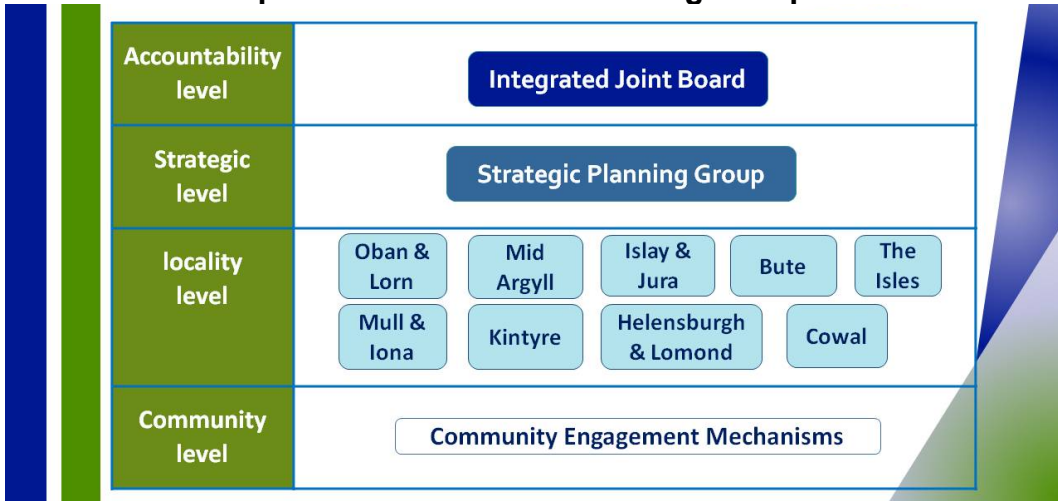 Accountability
level
Integrated Joint Board
Strategic
level
Strategic Planning Group
locality
level
Oban &
Lorn
Mid
Argyll
Islay &
Jura
Bute
The
Isles
Mull &
Iona
Kintyre
Helensburgh
& Lomond
Cowal
Community
level
Community Engagement Mechanisms